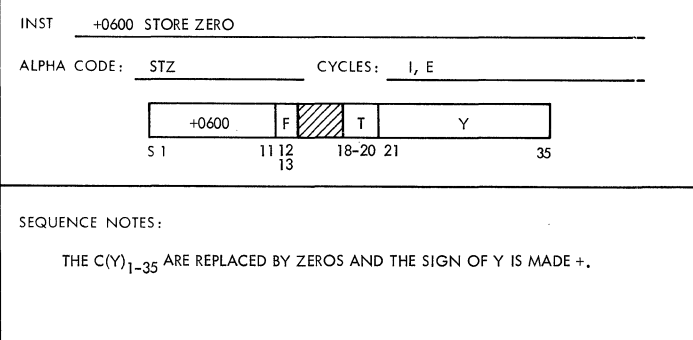 INST +0600 STORE ZERO
ALPHA CODE: STZ CYCLES: I, E
+0600 F T Y
S 1 11 12 18-20 21 35
13
SEQUENCE NOTES:
THE C(Y)1-35 ARE REPLACED BY ZEROS AND THE SIGN OF Y IS MADE +.